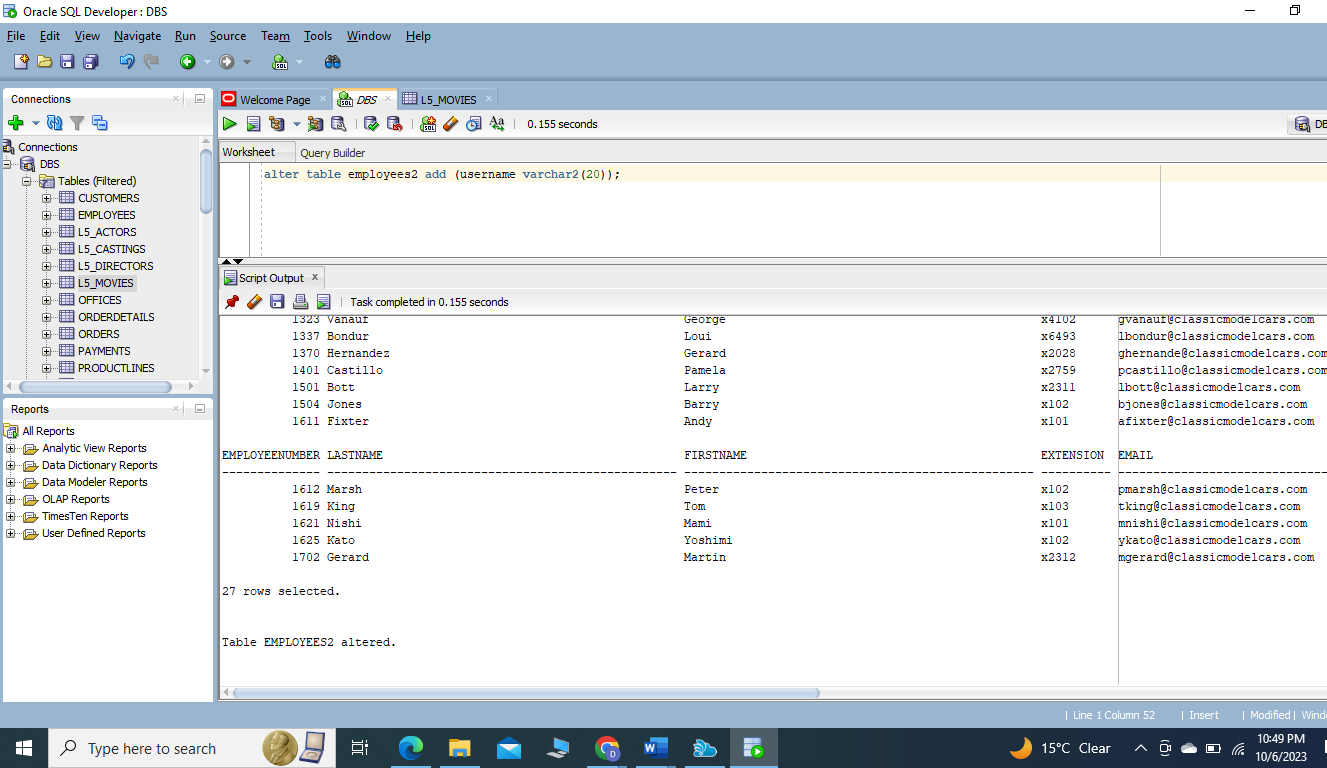 Oracle SQL Developer : DBS
File Edit View Navigate Run Source Team Tools Window Help
Connections
Connections
DBS
Tables (Filtered)
CUSTOMERS
EMPLOYEES
L5_ACTORS
L5_CASTINGS
L5_DIRECTORS
L5_MOVIES
OFFICES
ORDERDETAILS
ORDERS
PAYMENTS
PRODUCTLINES
Reports
All Reports
Analytic View Reports
Data Dictionary Reports
Data Modeler Reports
OLAP Reports
TimesTen Reports
User Defined Reports
Welcome Page DBS L5_MOVIES
0.155 seconds
DB
Worksheet Query Builder
alter table employees2 add (username varchar2(20));
Script Output
Task completed in 0.155 seconds
1323 Vanauf George x4102 gvanauf@classicmodelcars.com
1337 Bondur Loui x6493 lbondur@classicmodelcars.com
1370 Hernandez Gerard x2028 ghernande@classicmodelcars.com
1401 Castillo Pamela x2759 pcastillo@classicmodelcars.com
1501 Bott Larry x2311 lbott@classicmodelcars.com
1504 Jones Barry x102 bjones@classicmodelcars.com
1611 Fixter Andy x101 afixter@classicmodelcars.com
EMPLOYEENUMBER LASTNAME FIRSTNAME EXTENSION EMAIL
1612 Marsh Peter x102 pmarsh@classicmodelcars.com
1619 King Tom x103 tking@classicmodelcars.com
1621 Nishi Mami x101 mnishi@classicmodelcars.com
1625 Kato Yoshimi x102 ykato@classicmodelcars.com
1702 Gerard Martin x2312 mgerard@classicmodelcars.com
27 rows selected.
Table EMPLOYEES2 altered.
Line 1 Column 52 | Insert | Modified | Windo
Type here to search
15°C Clear
10:49 PM
10/6/2023